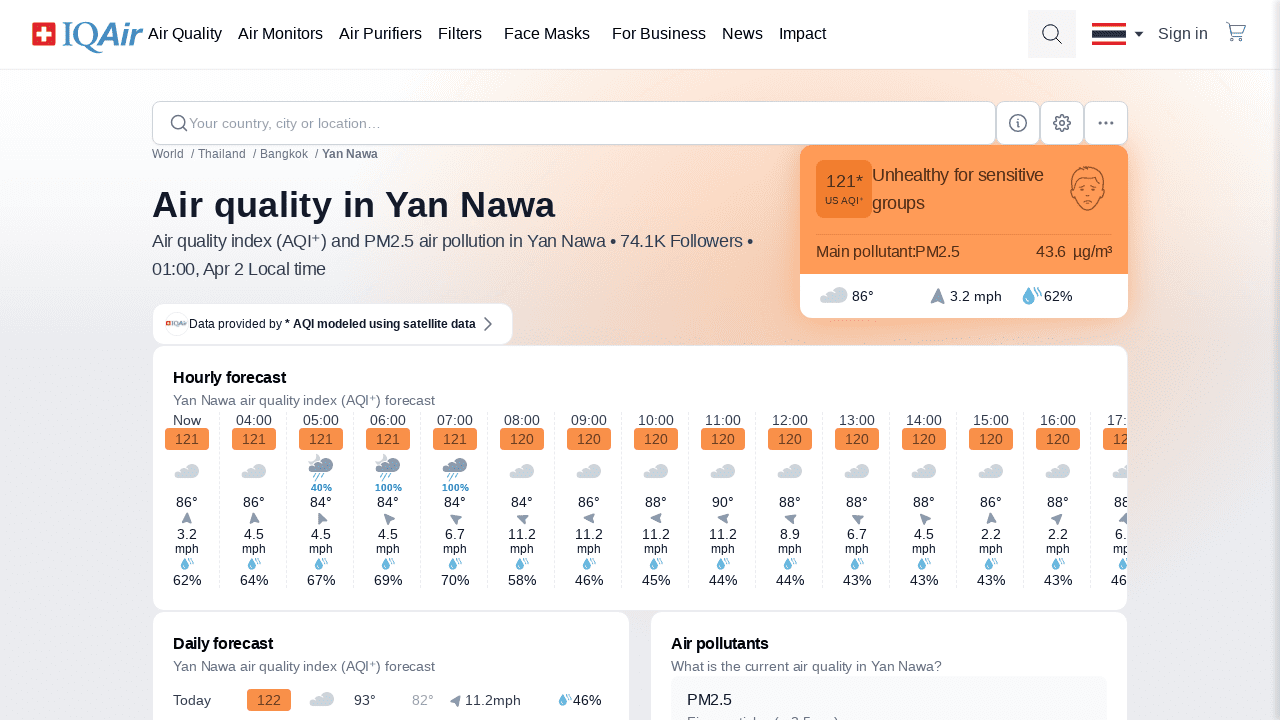 IQAir Air Quality Air Monitors Air Purifiers Filters Face Masks For Business News Impact Sign in
Your country, city or location…
World / Thailand / Bangkok / Yan Nawa
Air quality in Yan Nawa
Air quality index (AQI⁺) and PM2.5 air pollution in Yan Nawa • 74.1K Followers •
01:00, Apr 2 Local time
121*
US AQI⁺
Unhealthy for sensitive
groups
Main pollutant:PM2.5 43.6 µg/m³
86° 3.2 mph 62%
IQAir Data provided by * AQI modeled using satellite data
Hourly forecast
Yan Nawa air quality index (AQI⁺) forecast
Now 04:00 05:00 06:00 07:00 08:00 09:00 10:00 11:00 12:00 13:00 14:00 15:00 16:00 17:
121 121 121 121 121 120 120 120 120 120 120 120 120 120 12
40% 100% 100%
86° 86° 84° 84° 84° 84° 86° 88° 90° 88° 88° 88° 86° 88° 88
3.2 4.5 4.5 4.5 6.7 11.2 11.2 11.2 11.2 8.9 6.7 4.5 2.2 2.2 6.
mph mph mph mph mph mph mph mph mph mph mph mph mph mph mp
62% 64% 67% 69% 70% 58% 46% 45% 44% 44% 43% 43% 43% 43% 46
Daily forecast
Yan Nawa air quality index (AQI⁺) forecast
Today 122 93° 82° 11.2mph 46%
Air pollutants
What is the current air quality in Yan Nawa?
PM2.5